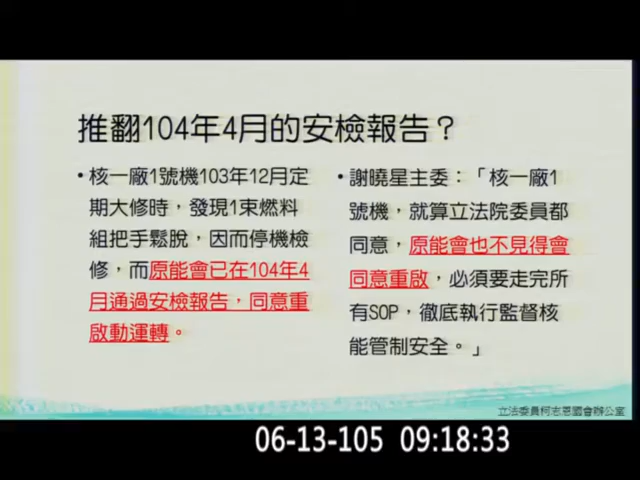 推翻104年4月的安檢報告？
•核一廠1號機103年12月定
期大修時，發現1束燃料
組把手鬆脫，因而停機檢
修，而原能會已在104年4
月通過安檢報告，同意重
啟動運轉。
•謝曉星主委：「核一廠1
號機，就算立法院委員都
同意，原能會也不見得會
同意重啟，必須要走完所
有SOP，徹底執行監督核
能管制安全。」
立法委員柯志恩國會辦公室
06-13-105 09:18:33